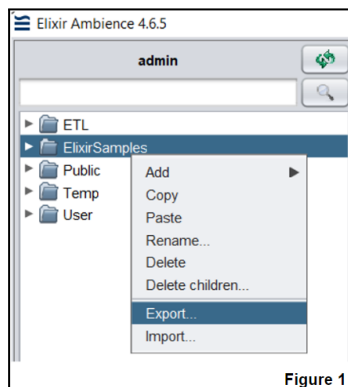 Elixir Ambience 4.6.5
admin
ETL
ElixirSamples
Public
Temp
User
Add
Copy
Paste
Rename...
Delete
Delete children...
Export...
Import...
Figure 1